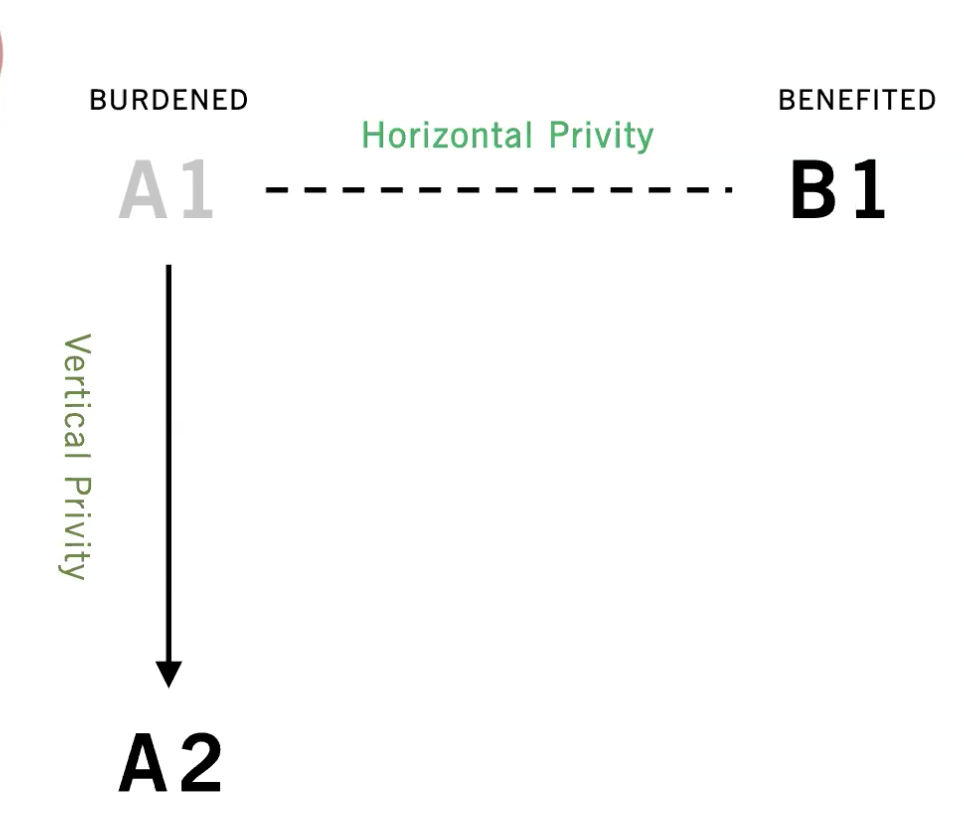 BURDENED
BENEFITED
Horizontal Privity
A1
B1
Vertical Privity
A2